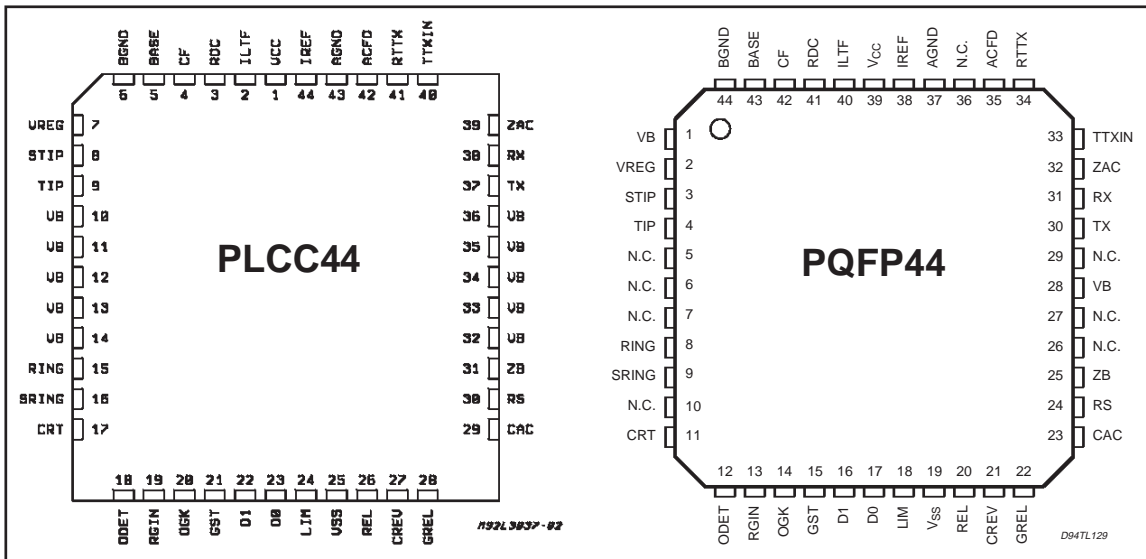 BGND BASE CF RDC ILTF VCC IREF AGND ACFD RTTX TTXIN
6 5 4 3 2 1 44 43 42 41 40
VREG 7 39 ZAC
STIP 8 38 RX
TIP 9 37 TX
VB 10 36 VB
VB 11 35 VB
VB 12 34 VB
VB 13 33 VB
VB 14 32 VB
RING 15 31 ZB
SRING 16 30 RS
CRT 17 29 CAC
PLCC44
18 19 20 21 22 23 24 25 26 27 28
ODET RGIN OGK GST D1 D0 LIM VSS REL CREV GREL
M92L3037-02
BGND BASE CF RDC ILTF VCC IREF AGND N.C. ACFD RTTX
44 43 42 41 40 39 38 37 36 35 34
VB 1 33 TTXIN
VREG 2 32 ZAC
STIP 3 31 RX
TIP 4 30 TX
N.C. 5 29 N.C.
N.C. 6 28 VB
N.C. 7 27 N.C.
RING 8 26 N.C.
SRING 9 25 ZB
N.C. 10 24 RS
CRT 11 23 CAC
PQFP44
12 13 14 15 16 17 18 19 20 21 22
ODET RGIN OGK GST D1 D0 LIM VSS REL CREV GREL
D94TL129